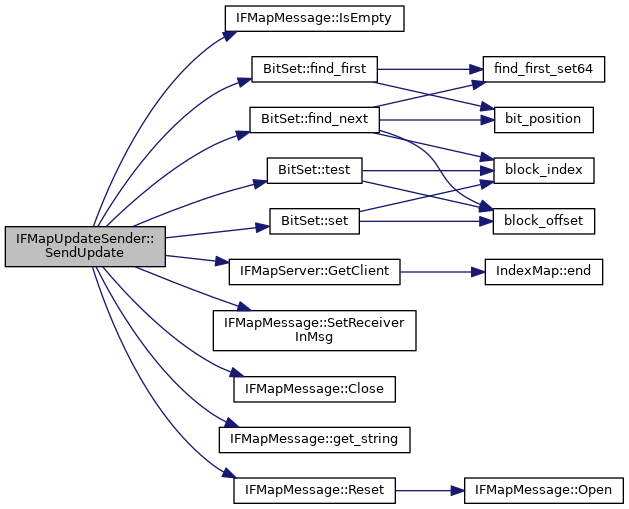 IFMapMessage::IsEmpty
BitSet::find_first
find_first_set64
BitSet::find_next
bit_position
BitSet::test
block_index
BitSet::set
block_offset
IFMapUpdateSender::
SendUpdate
IFMapServer::GetClient
IndexMap::end
IFMapMessage::SetReceiver
InMsg
IFMapMessage::Close
IFMapMessage::get_string
IFMapMessage::Reset
IFMapMessage::Open